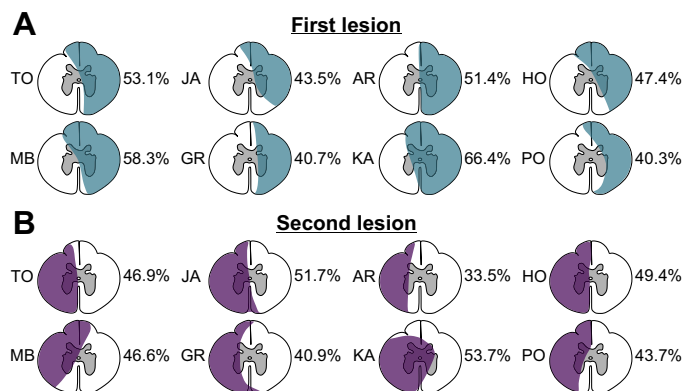 A First lesion
TO 53.1% JA 43.5% AR 51.4% HO 47.4%
MB 58.3% GR 40.7% KA 66.4% PO 40.3%
B Second lesion
TO 46.9% JA 51.7% AR 33.5% HO 49.4%
MB 46.6% GR 40.9% KA 53.7% PO 43.7%